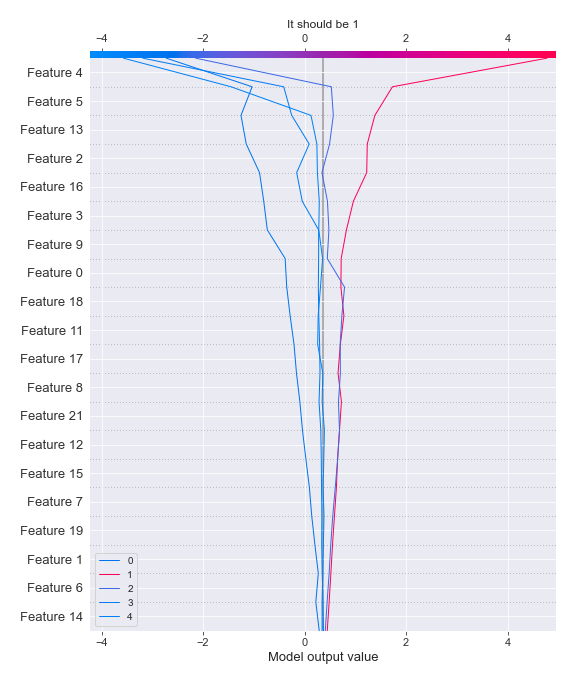 It should be 1
−4 −2 0 2 4
Feature 4
Feature 5
Feature 13
Feature 2
Feature 16
Feature 3
Feature 9
Feature 0
Feature 18
Feature 11
Feature 17
Feature 8
Feature 21
Feature 12
Feature 15
Feature 7
Feature 19
Feature 1
Feature 6
Feature 14
0
1
2
3
4
−4 −2 0 2 4
Model output value